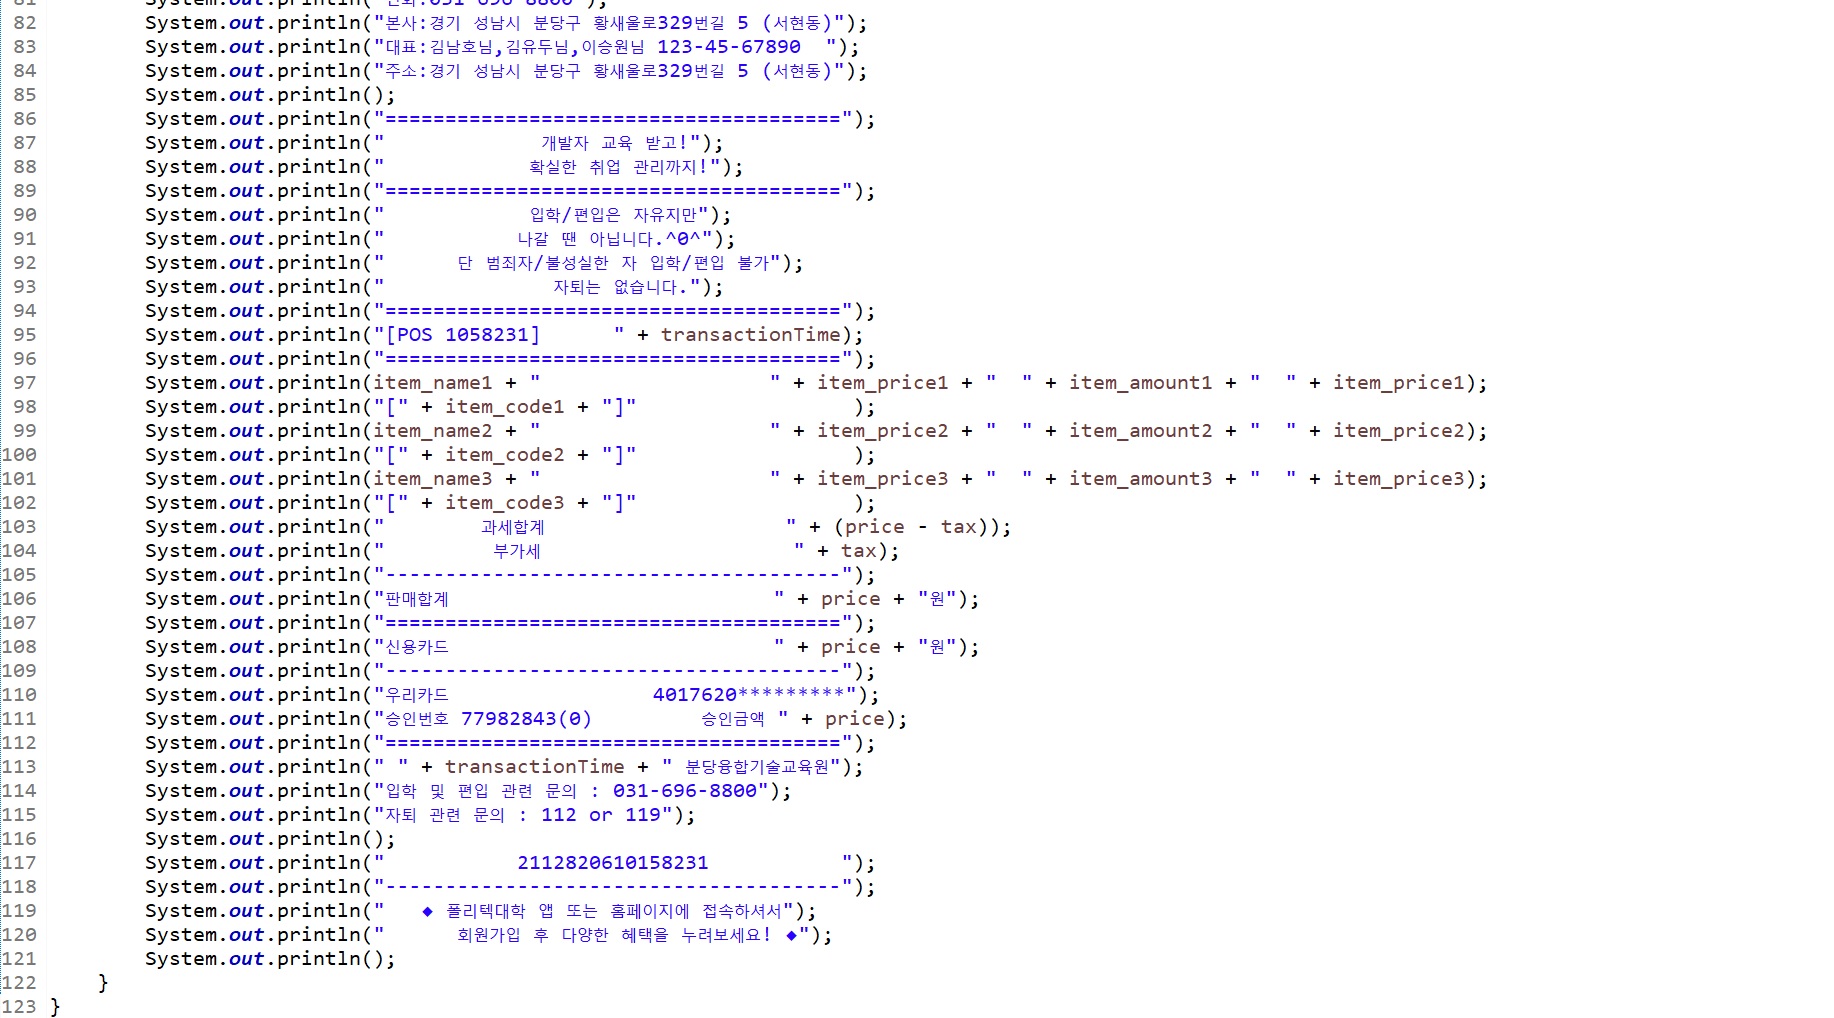 82 System.out.println("본사:경기 성남시 분당구 황새울로329번길 5 (서현동)");
83 System.out.println("대표:김남호님,김유두님,이승원님 123-45-67890  ");
84 System.out.println("주소:경기 성남시 분당구 황새울로329번길 5 (서현동)");
85 System.out.println();
86 System.out.println("======================================");
87 System.out.println("            개발자 교육 받고!");
88 System.out.println("            확실한 취업 관리까지!");
89 System.out.println("======================================");
90 System.out.println("            입학/편입은 자유지만");
91 System.out.println("           나갈 땐 아닙니다.^0^");
92 System.out.println("      단 범죄자/불성실한 자 입학/편입 불가");
93 System.out.println("              자퇴는 없습니다.");
94 System.out.println("======================================");
95 System.out.println("[POS 1058231]      " + transactionTime);
96 System.out.println("======================================");
97 System.out.println(item_name1 + "                   " + item_price1 + "  " + item_amount1 + "  " + item_price1);
98 System.out.println("[" + item_code1 + "]"                  );
99 System.out.println(item_name2 + "                   " + item_price2 + "  " + item_amount2 + "  " + item_price2);
100 System.out.println("[" + item_code2 + "]"                  );
101 System.out.println(item_name3 + "                   " + item_price3 + "  " + item_amount3 + "  " + item_price3);
102 System.out.println("[" + item_code3 + "]"                  );
103 System.out.println("        과세합계                    " + (price - tax));
104 System.out.println("         부가세                     " + tax);
105 System.out.println("--------------------------------------");
106 System.out.println("판매합계                           " + price + "원");
107 System.out.println("======================================");
108 System.out.println("신용카드                           " + price + "원");
109 System.out.println("--------------------------------------");
110 System.out.println("우리카드                 4017620*********");
111 System.out.println("승인번호 77982843(0)         승인금액 " + price);
112 System.out.println("======================================");
113 System.out.println(" " + transactionTime + " 분당융합기술교육원");
114 System.out.println("입학 및 편입 관련 문의 : 031-696-8800");
115 System.out.println("자퇴 관련 문의 : 112 or 119");
116 System.out.println();
117 System.out.println("           2112820610158231           ");
118 System.out.println("--------------------------------------");
119 System.out.println("   ◆ 폴리텍대학 앱 또는 홈페이지에 접속하셔서");
120 System.out.println("      회원가입 후 다양한 혜택을 누려보세요! ◆");
121 System.out.println();
122 }
123 }